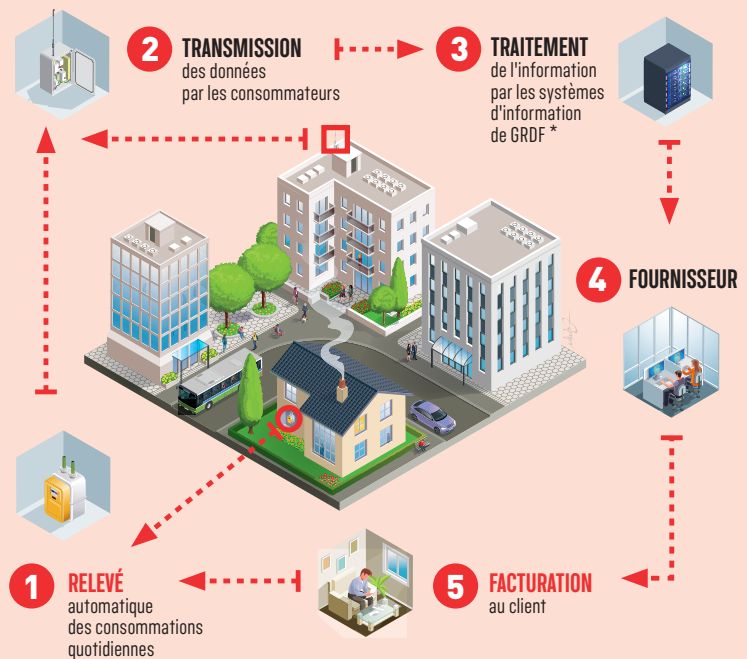 1
RELEVÉ
automatique
des consommations
quotidiennes
2
TRANSMISSION
des données
par les consommateurs
3
TRAITEMENT
de l'information
par les systèmes
d'information
de GRDF *
4
FOURNISSEUR
5
FACTURATION
au client